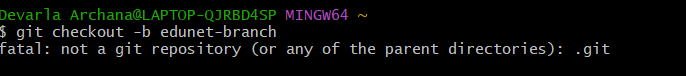 Devarla Archana@LAPTOP-QJRBD4SP MINGW64 ~
$ git checkout -b edunet-branch
fatal: not a git repository (or any of the parent directories): .git